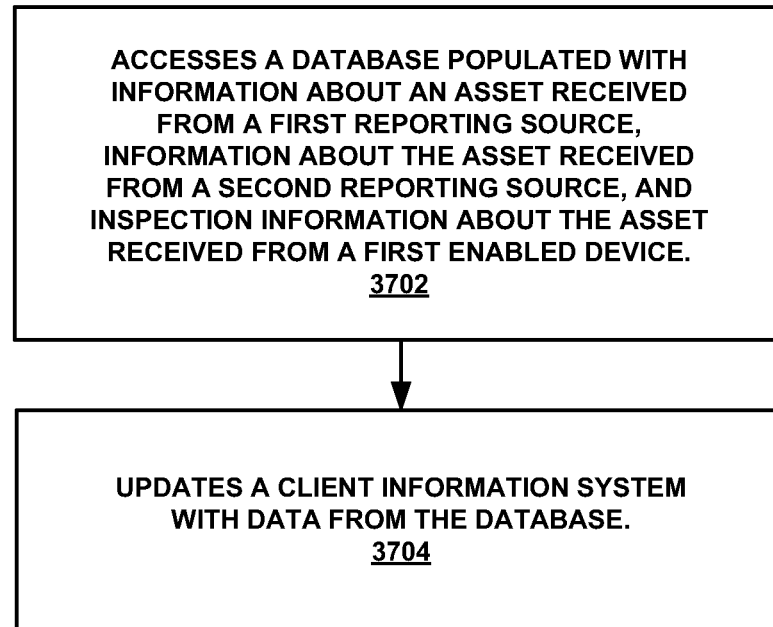 ACCESSES A DATABASE POPULATED WITH
INFORMATION ABOUT AN ASSET RECEIVED
FROM A FIRST REPORTING SOURCE,
INFORMATION ABOUT THE ASSET RECEIVED
FROM A SECOND REPORTING SOURCE, AND
INSPECTION INFORMATION ABOUT THE ASSET
RECEIVED FROM A FIRST ENABLED DEVICE.
3702
UPDATES A CLIENT INFORMATION SYSTEM
WITH DATA FROM THE DATABASE.
3704